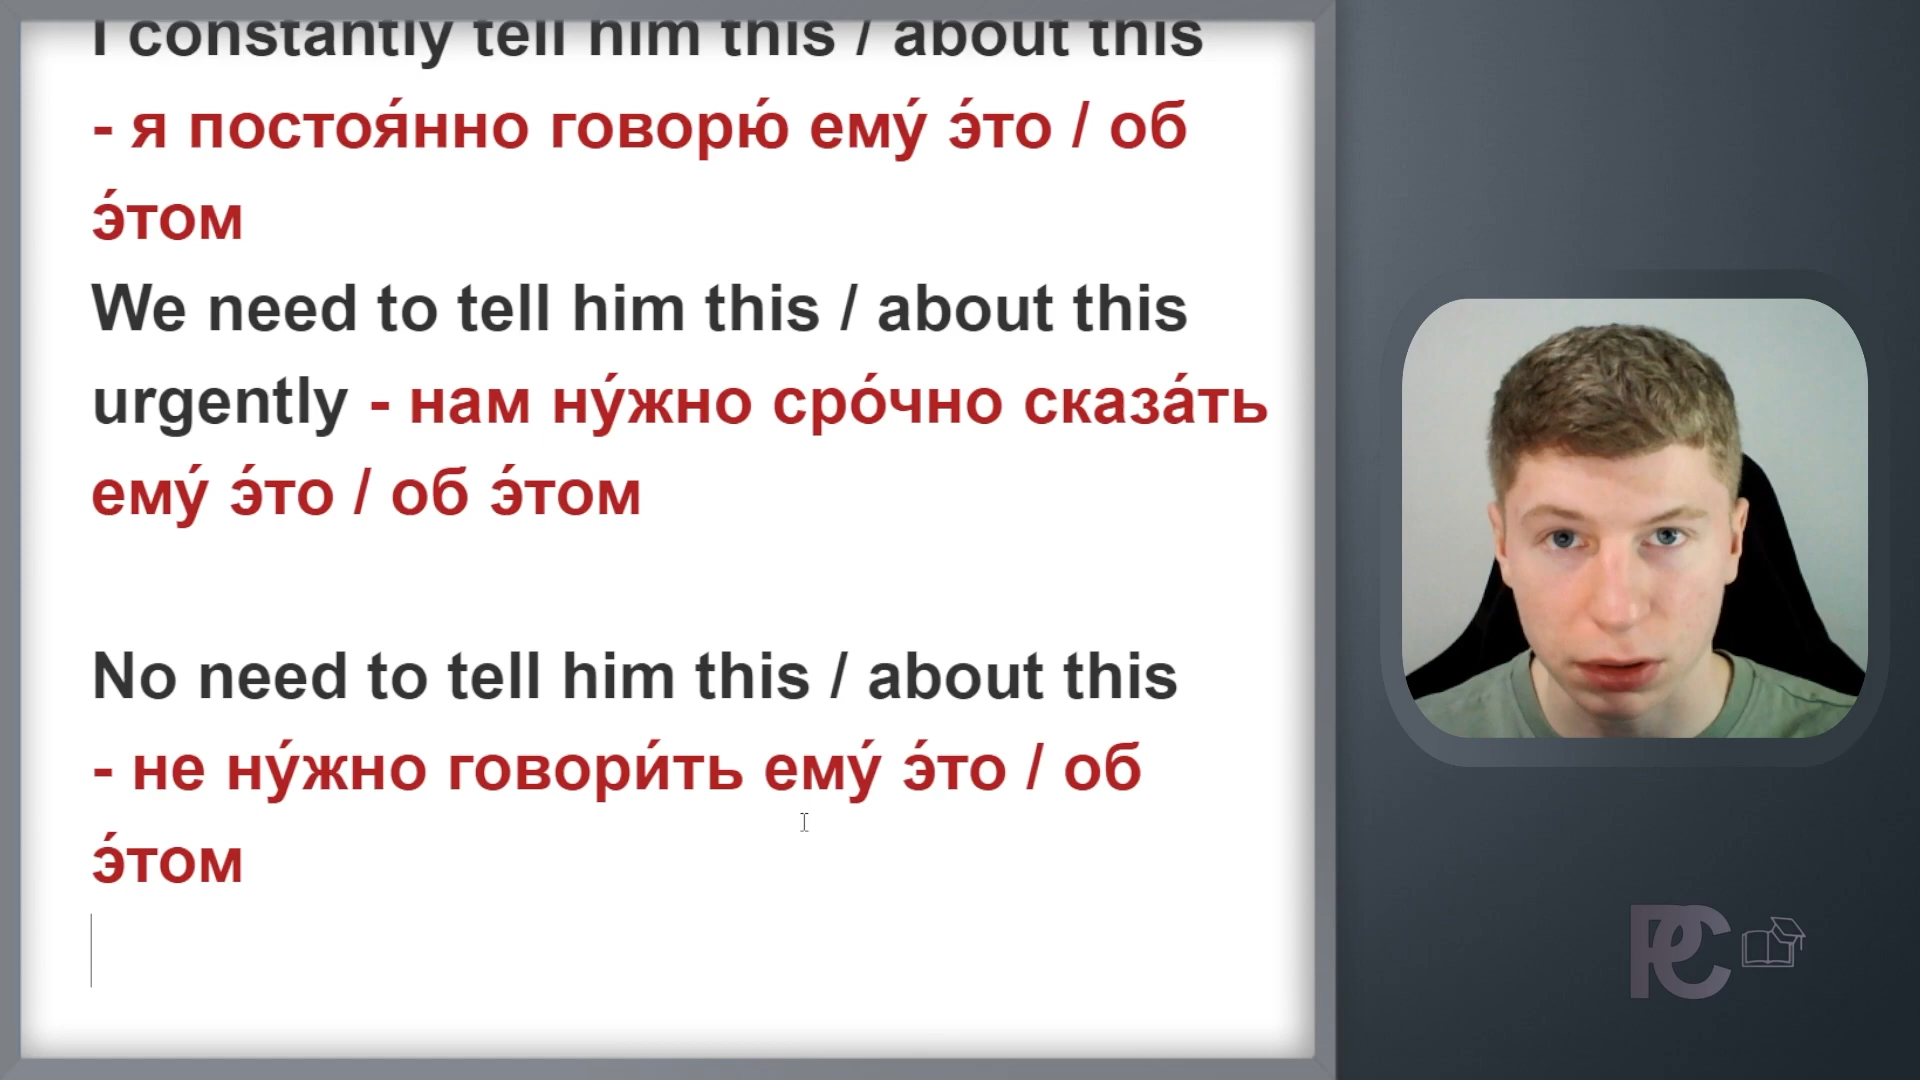 I constantly tell him this / about this
- я постоя́нно говорю́ ему́ э́то / об
э́том
We need to tell him this / about this
urgently - нам ну́жно сро́чно сказа́ть
ему́ э́то / об э́том
No need to tell him this / about this
- не ну́жно говори́ть ему́ э́то / об
э́том
PC